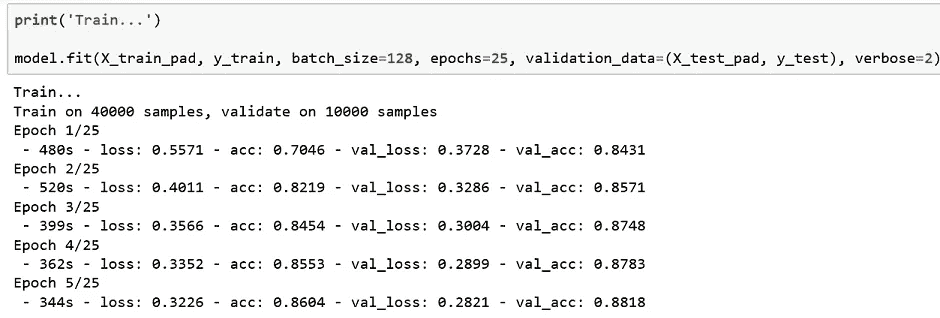 print('Train...')
model.fit(X_train_pad, y_train, batch_size=128, epochs=25, validation_data=(X_test_pad, y_test), verbose=2)
Train...
Train on 40000 samples, validate on 10000 samples
Epoch 1/25
 - 480s - loss: 0.5571 - acc: 0.7046 - val_loss: 0.3728 - val_acc: 0.8431
Epoch 2/25
 - 520s - loss: 0.4011 - acc: 0.8219 - val_loss: 0.3286 - val_acc: 0.8571
Epoch 3/25
 - 399s - loss: 0.3566 - acc: 0.8454 - val_loss: 0.3004 - val_acc: 0.8748
Epoch 4/25
 - 362s - loss: 0.3352 - acc: 0.8553 - val_loss: 0.2899 - val_acc: 0.8783
Epoch 5/25
 - 344s - loss: 0.3226 - acc: 0.8604 - val_loss: 0.2821 - val_acc: 0.8818